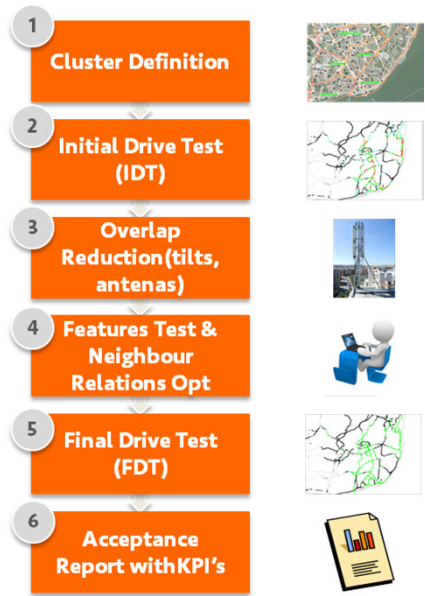 1
Cluster Definition
2
Initial Drive Test
(IDT)
3
Overlap
Reduction(tilts,
antenas)
4
Features Test &
Neighbour
Relations Opt
5
Final Drive Test
(FDT)
6
Acceptance
Report withKPI's